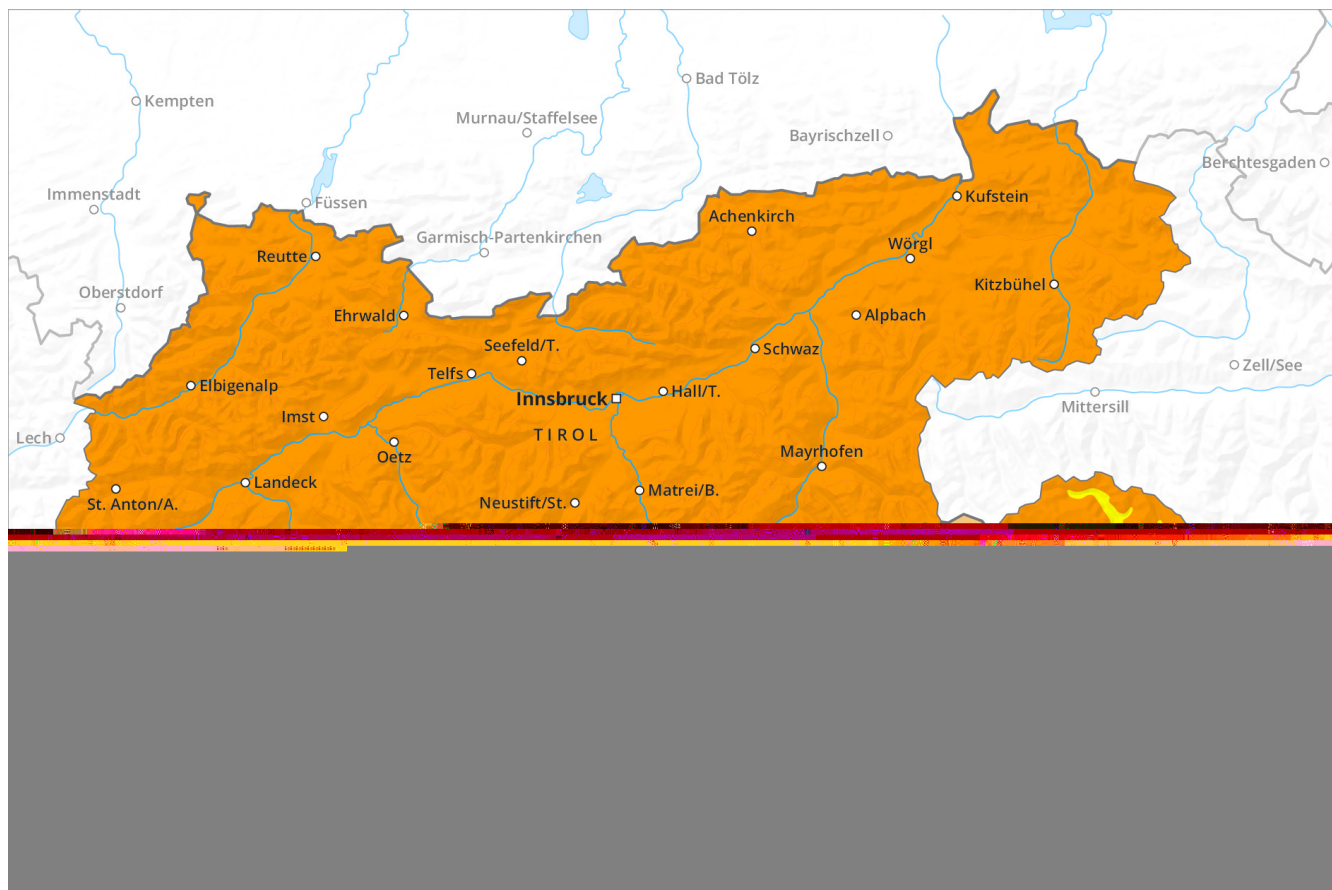 Kempten
Bad Tölz
Murnau/Staffelsee
Bayrischzell
Berchtesgaden
Immenstadt
Füssen
Kufstein
Achenkirch
Garmisch-Partenkirchen
Wörgl
Reutte
Kitzbühel
Oberstdorf
Ehrwald
Alpbach
Seefeld/T.
Schwaz
Zell/See
Telfs
Elbigenalp
Hall/T.
Innsbruck
Mittersill
Imst
TIROL
Lech
Mayrhofen
Oetz
Landeck
Matrei/B.
St. Anton/A.
Neustift/St.